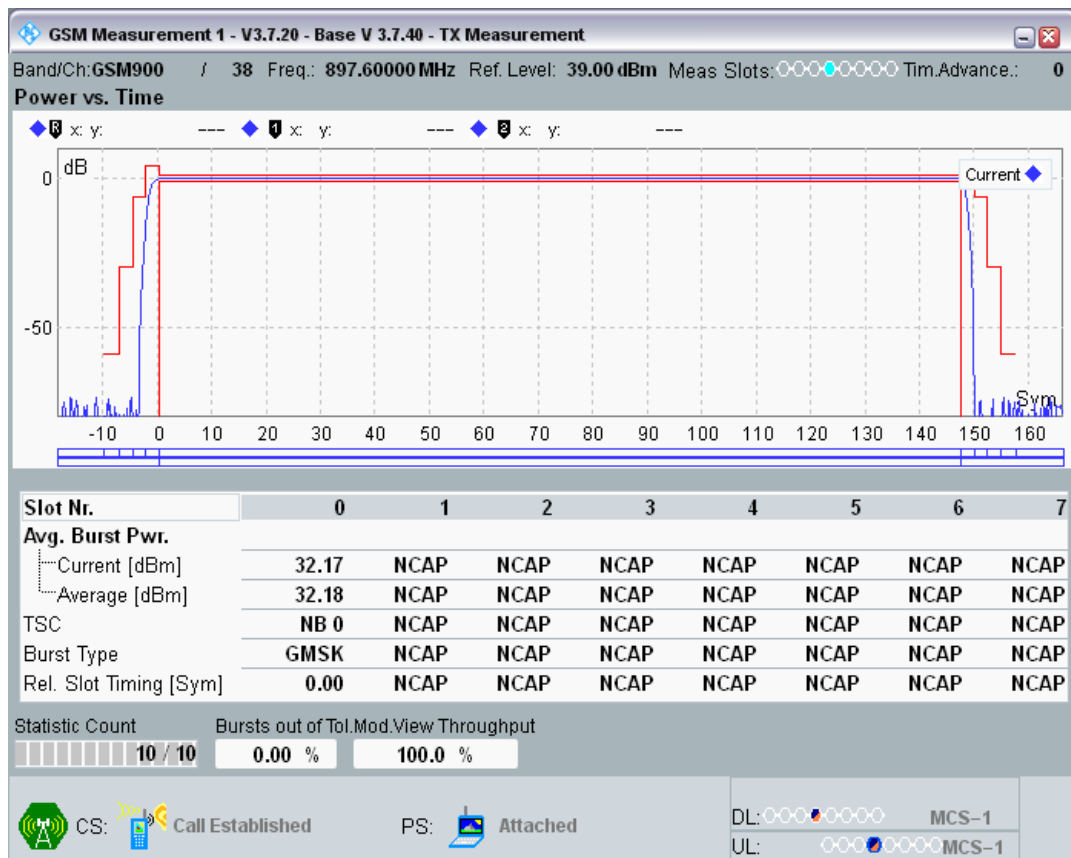 GSM Measurement 1 - V3.7.20 - Base V 3.7.40 - TX Measurement
Band/Ch:GSM900 / 38 Freq.: 897.60000 MHz Ref. Level: 39.00 dBm Meas Slots: Tim.Advance.: 0
Power vs. Time
R x: y: --- 1 x: y: --- 2 x: y: ---
dB
0
Current
-50
Sym
-10 0 10 20 30 40 50 60 70 80 90 100 110 120 130 140 150 160
Slot Nr. 0 1 2 3 4 5 6 7
Avg. Burst Pwr.
Current [dBm] 32.17 NCAP NCAP NCAP NCAP NCAP NCAP NCAP
Average [dBm] 32.18 NCAP NCAP NCAP NCAP NCAP NCAP NCAP
TSC NB 0 NCAP NCAP NCAP NCAP NCAP NCAP NCAP
Burst Type GMSK NCAP NCAP NCAP NCAP NCAP NCAP NCAP
Rel. Slot Timing [Sym] 0.00 NCAP NCAP NCAP NCAP NCAP NCAP NCAP
Statistic Count Bursts out of Tol.Mod.View Throughput
10 / 10 0.00 % 100.0 %
CS: Call Established PS: Attached
DL: MCS-1
UL: MCS-1